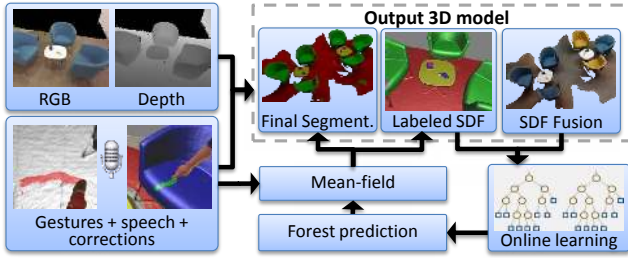 Output 3D model
RGB
Depth
Final Segment.
Labeled SDF
SDF Fusion
Gestures + speech +
corrections
Mean-field
Forest prediction
Online learning